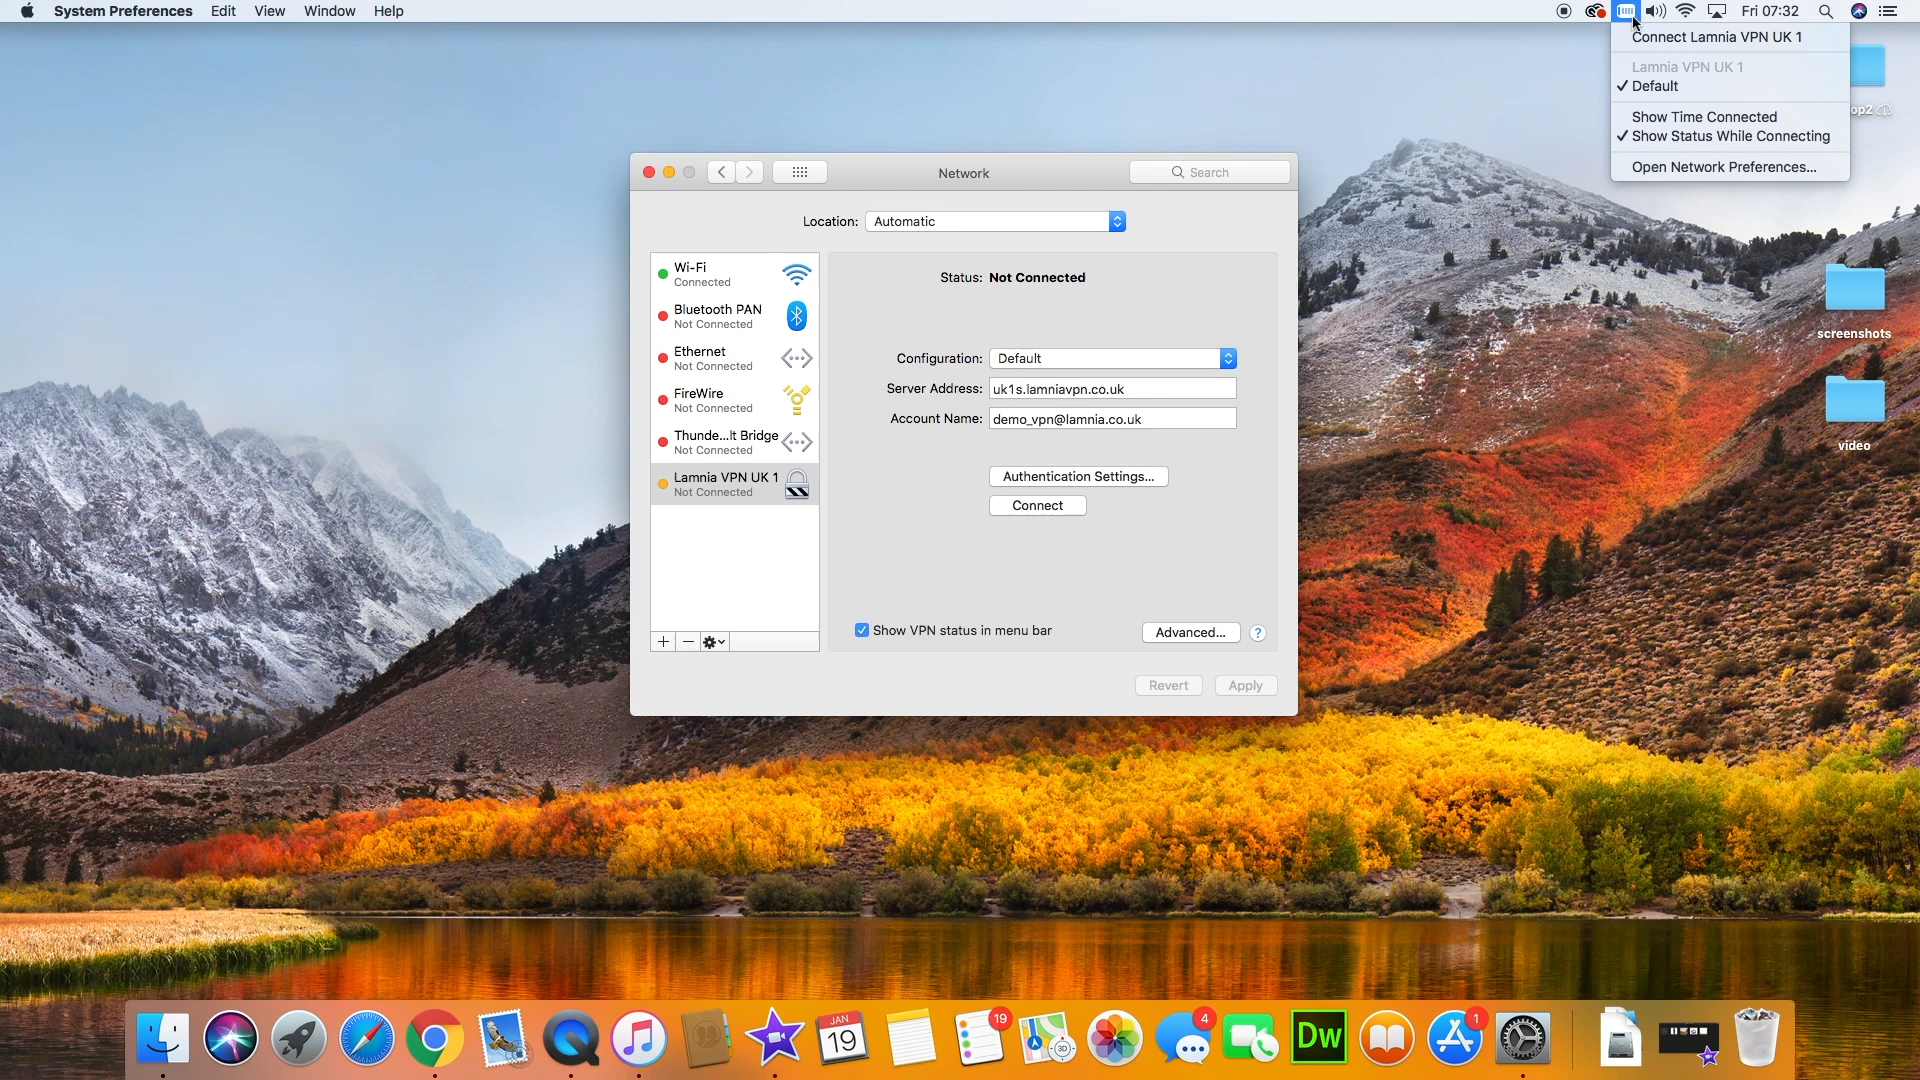 System Preferences Edit View Window Help
Fri 07:32
Connect Lamnia VPN UK 1
Lamnia VPN UK 1
✓ Default
Show Time Connected
✓ Show Status While Connecting
Open Network Preferences...
op2
screenshots
video
Network
Search
Location: Automatic
Wi-Fi
Connected
Bluetooth PAN
Not Connected
Ethernet
Not Connected
FireWire
Not Connected
Thunde...lt Bridge
Not Connected
Lamnia VPN UK 1
Not Connected
Status: Not Connected
Configuration: Default
Server Address: uk1s.lamniavpn.co.uk
Account Name: demo_vpn@lamnia.co.uk
Authentication Settings...
Connect
Show VPN status in menu bar
Advanced...
?
Revert
Apply
JAN
19
19
3D
4
Dw
1